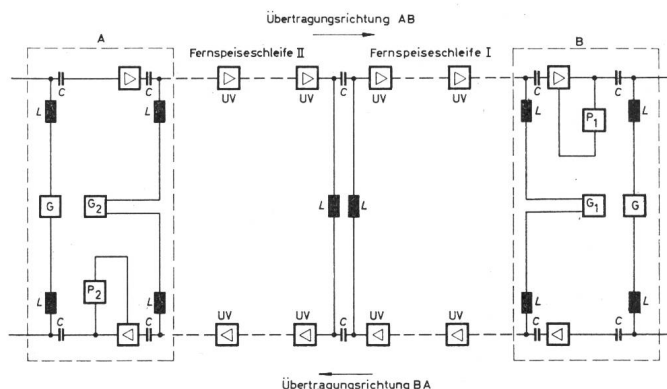 Übertragungsrichtung AB
A
Fernspeiseschleife II
Fernspeiseschleife I
B
C
C
UV
UV
C
UV
UV
C
C
L
L
L
P1
L
G
G2
L
L
G1
G
P2
L
L
L
L
C
C
UV
UV
C
UV
UV
C
C
Übertragungsrichtung BA